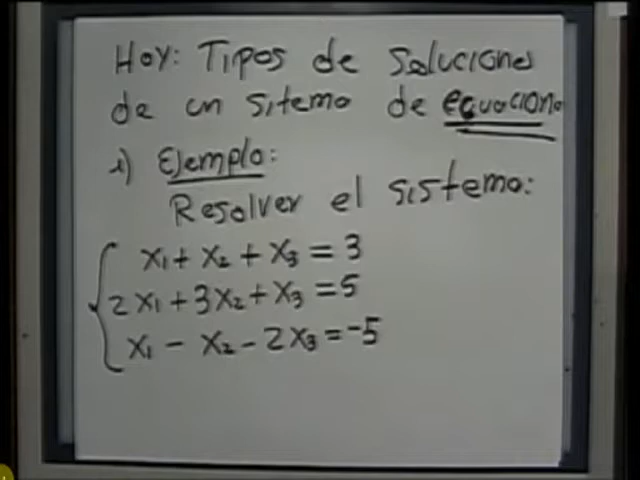 Hoy: Tipos de soluciones
de un sitema de ecuaciono
1) Ejemplo:
Resolver el sistema:
x₁ + x₂ + x₃ = 3
2x₁ + 3x₂ + x₃ = 5
x₁ - x₂ - 2x₃ = -5